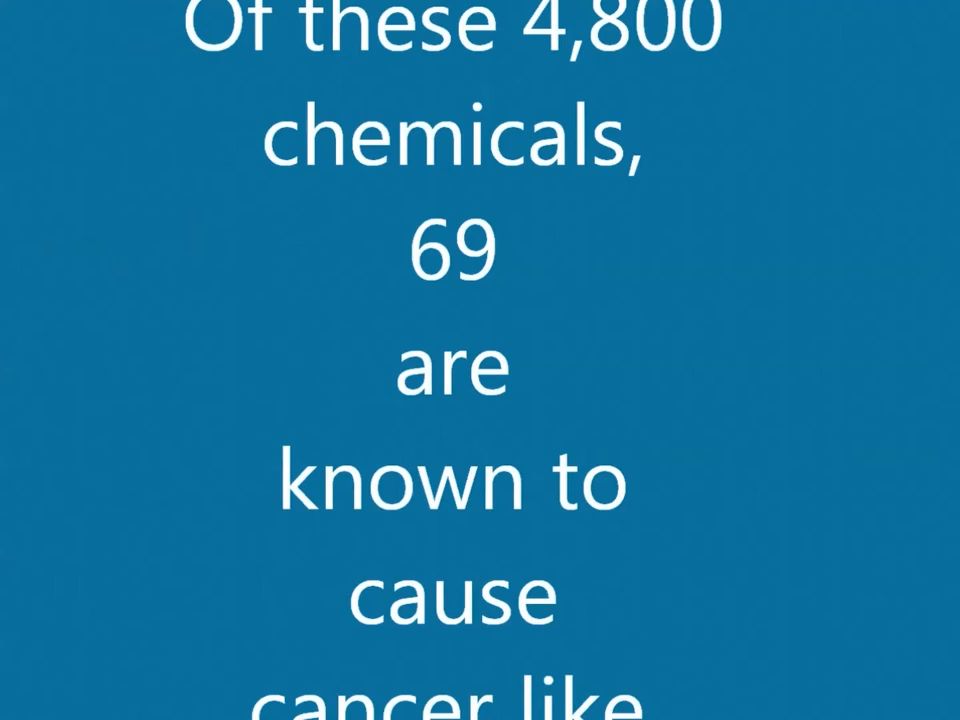 Of these 4,800
chemicals,
69
are
known to
cause
cancer like